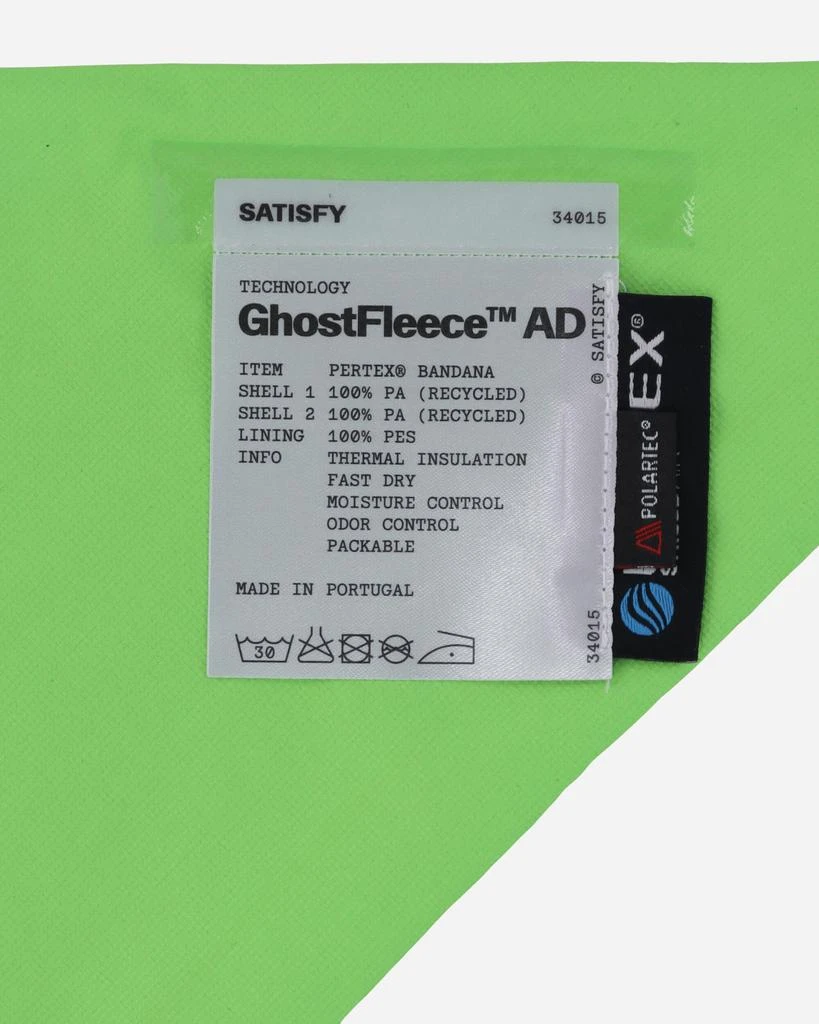 SATISFY 34015
TECHNOLOGY
GhostFleece™ AD
ITEM PERTEX® BANDANA
SHELL 1 100% PA (RECYCLED)
SHELL 2 100% PA (RECYCLED)
LINING 100% PES
INFO THERMAL INSULATION
FAST DRY
MOISTURE CONTROL
ODOR CONTROL
PACKABLE
MADE IN PORTUGAL
30
© SATISFY
34015
EX®
POLARTEC®